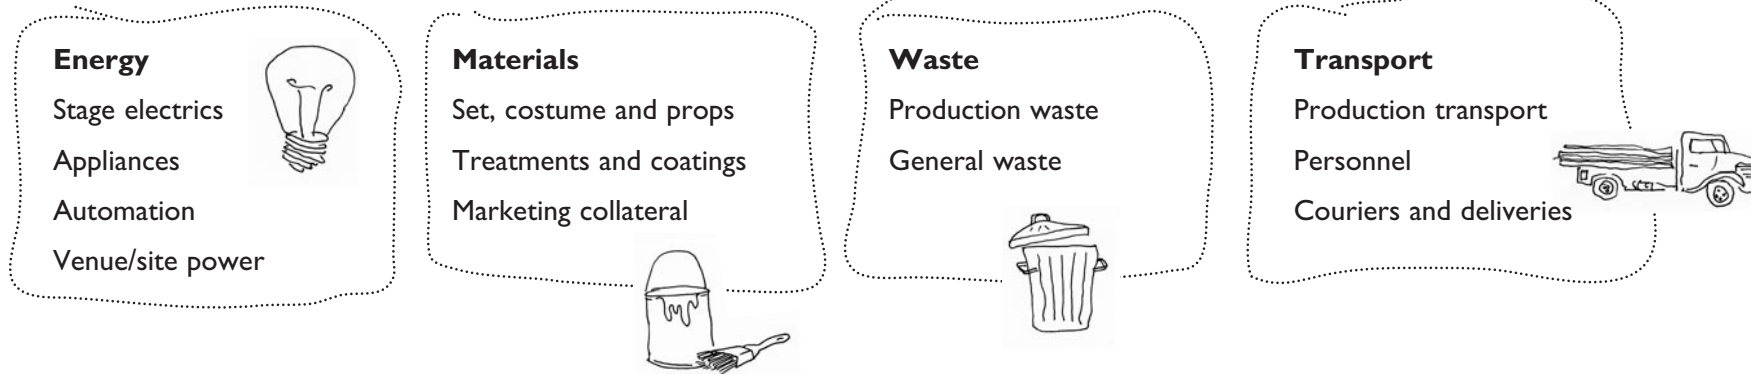 Energy
Stage electrics
Appliances
Automation
Venue/site power
Materials
Set, costume and props
Treatments and coatings
Marketing collateral
Waste
Production waste
General waste
Transport
Production transport
Personnel
Couriers and deliveries